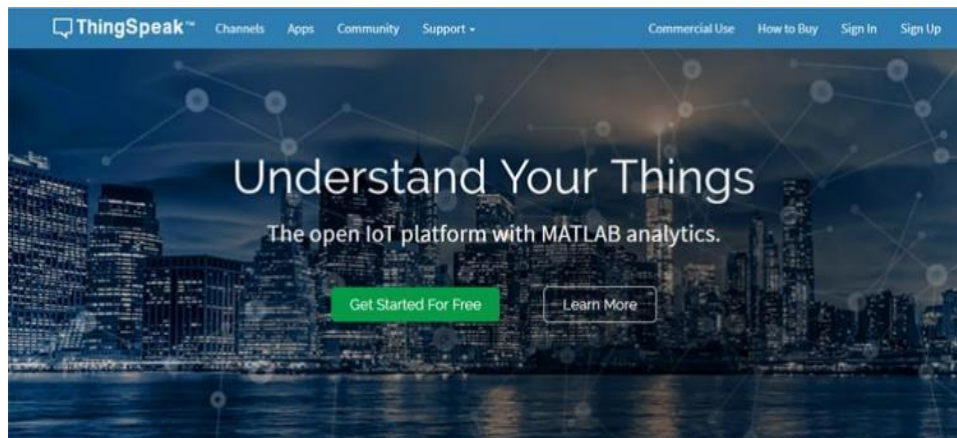 ThingSpeak™ Channels Apps Community Support Commercial Use How to Buy Sign In Sign Up
Understand Your Things
The open IoT platform with MATLAB analytics.
Get Started For Free Learn More